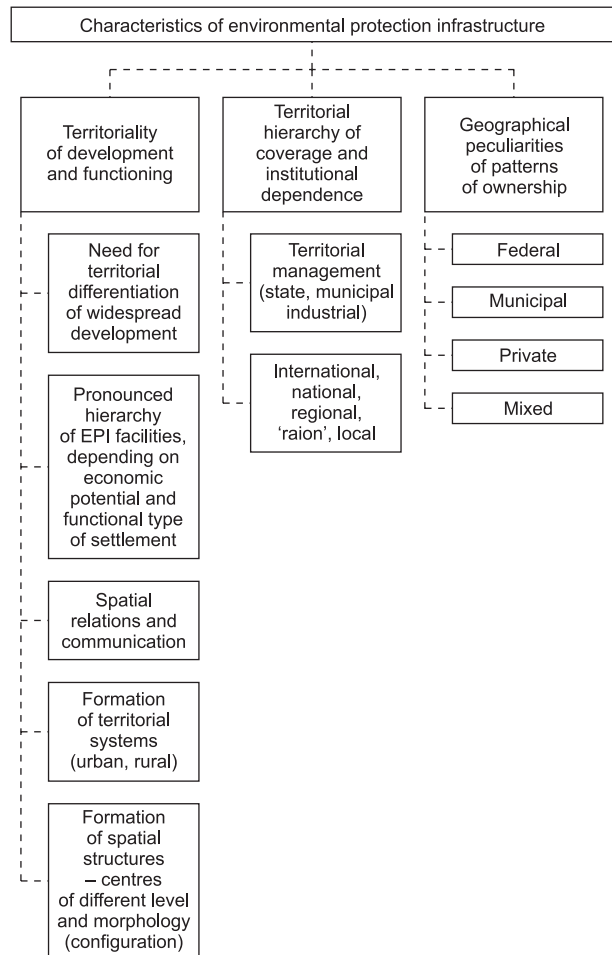 Characteristics of environmental protection infrastructure
Territoriality
of development
and functioning
Need for
territorial
differentiation
of widespread
development
Pronounced
hierarchy
of EPI facilities,
depending on
economic
potential and
functional type
of settlement
Spatial
relations and
communication
Formation
of territorial
systems
(urban, rural)
Formation
of spatial
structures
– centres
of different level
and morphology
(configuration)
Territorial
hierarchy of
coverage and
institutional
dependence
Territorial
management
(state, municipal
industrial)
International,
national,
regional,
‘raion’, local
Geographical
peculiarities
of patterns
of ownership
Federal
Municipal
Private
Mixed